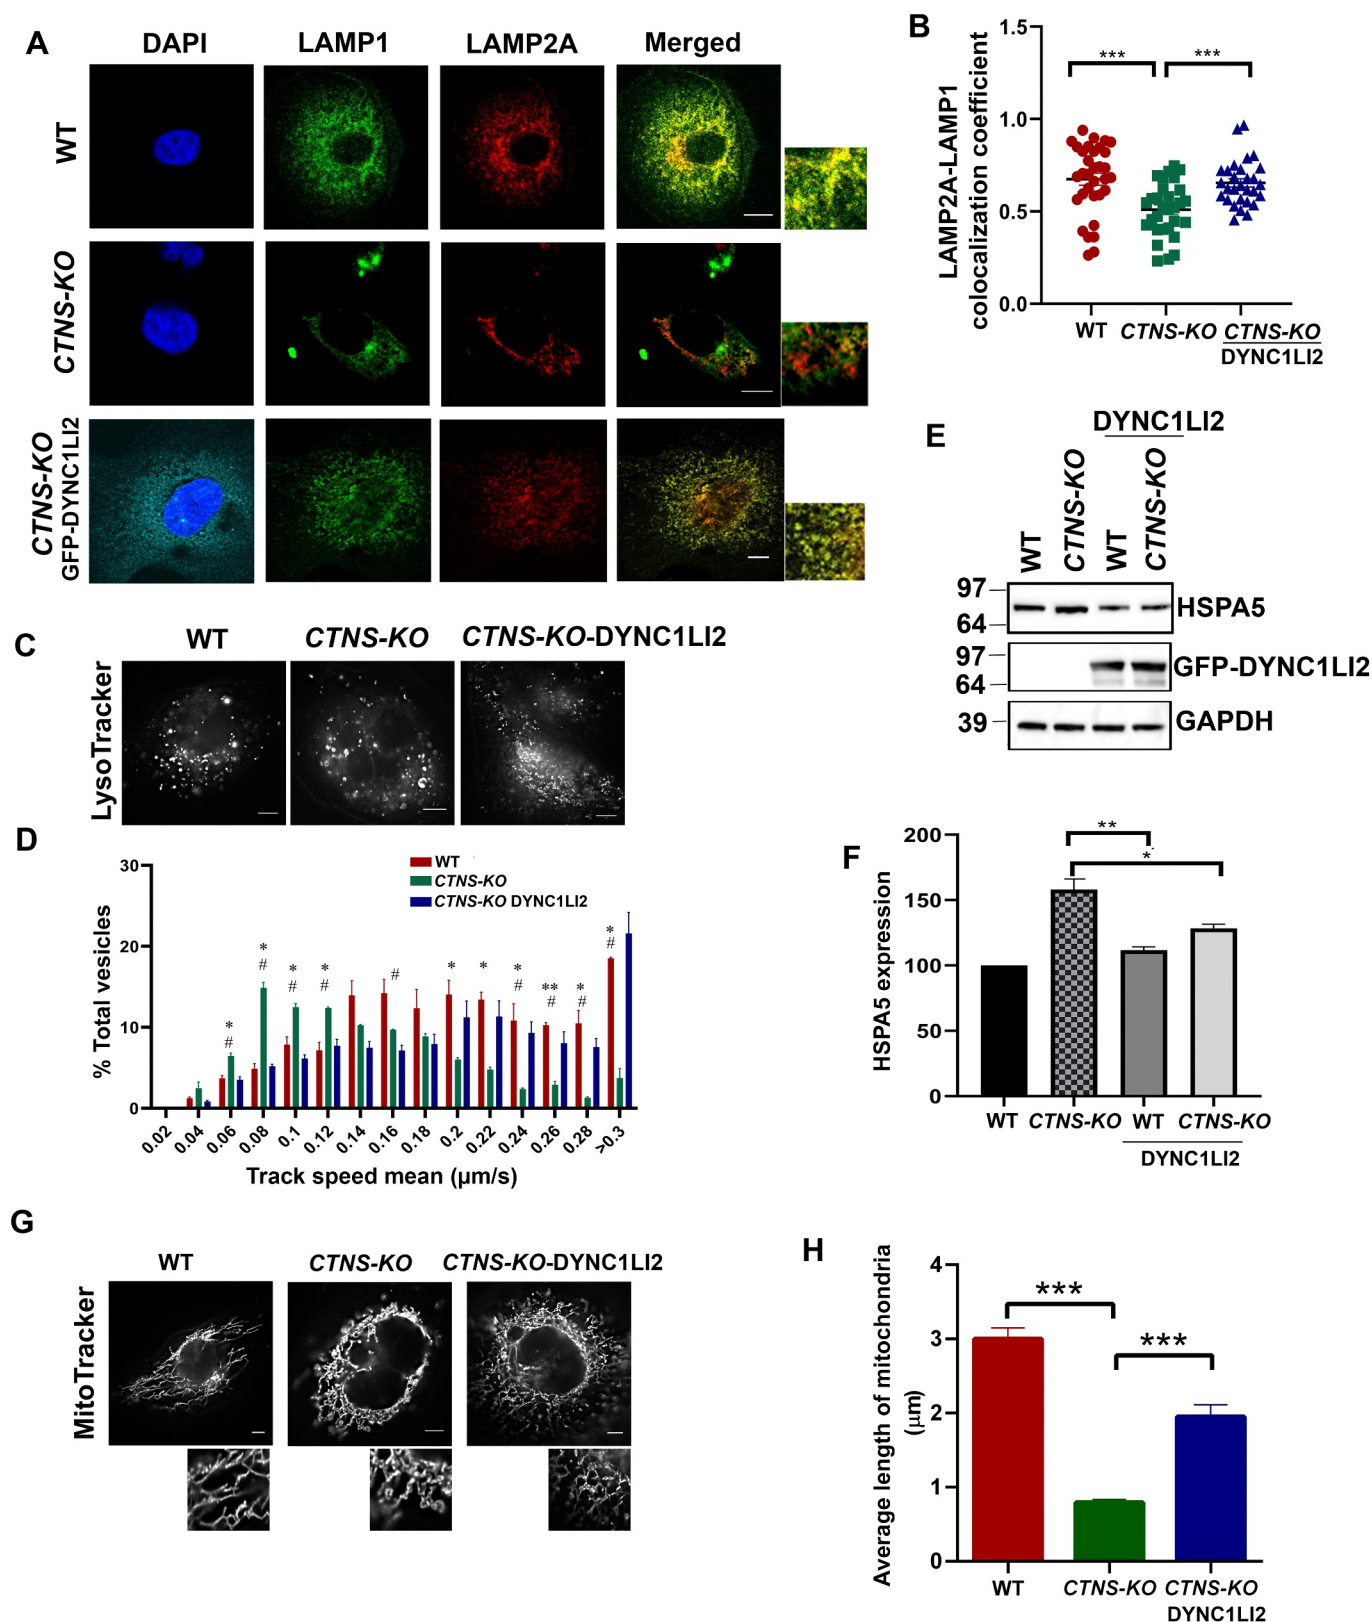 A
DAPI
LAMP1
LAMP2A
Merged
WT
CTNS-KO
CTNS-KO
GFP-DYNC1LI2
B
LAMP2A-LAMP1
colocalization coefficient
1.5
1.0
0.5
0.0
***
***
WT
CTNS-KO
CTNS-KO
DYNC1LI2
C
WT
CTNS-KO
CTNS-KO-DYNC1LI2
LysoTracker
D
% Total vesicles
30
20
10
0
WT
CTNS-KO
CTNS-KO DYNC1LI2
*
#
*
#
*
#
*
#
#
*
*
*
#
**
#
*
#
*
#
0.02
0.04
0.06
0.08
0.1
0.12
0.14
0.16
0.18
0.2
0.22
0.24
0.26
0.28
>0.3
Track speed mean (µm/s)
E
DYNC1LI2
WT
CTNS-KO
WT
CTNS-KO
97
64
HSPA5
97
64
GFP-DYNC1LI2
39
GAPDH
F
HSPA5 expression
200
150
100
50
0
**
*
WT
CTNS-KO
WT
CTNS-KO
DYNC1LI2
G
WT
CTNS-KO
CTNS-KO-DYNC1LI2
MitoTracker
H
Average length of mitochondria
(µm)
4
3
2
1
0
***
***
WT
CTNS-KO
CTNS-KO
DYNC1LI2